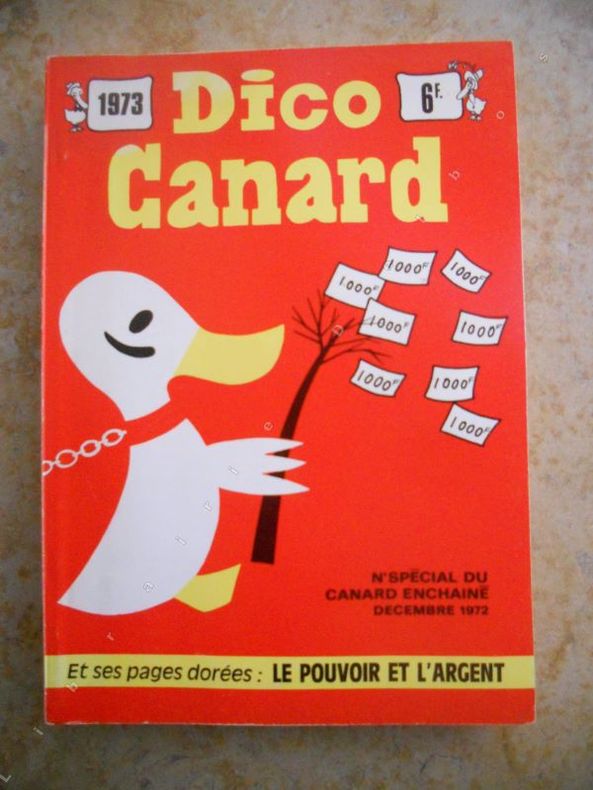 1973
Dico
6F.
Canard
1000F
1000F
1000F
1000F
1000F
1000F
1000F
1000F
N°SPÉCIAL DU
CANARD ENCHAINÉ
DECEMBRE 1972
Et ses pages dorées : LE POUVOIR ET L'ARGENT